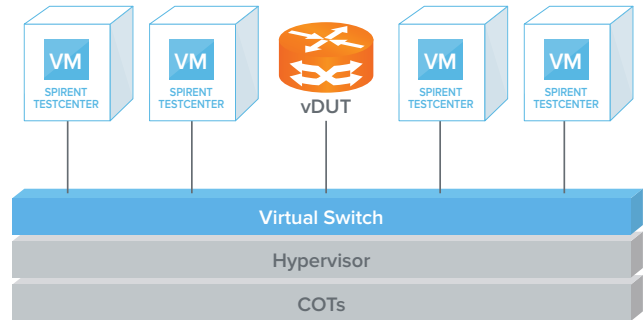 VM
SPIRENT
TESTCENTER
VM
SPIRENT
TESTCENTER
vDUT
VM
SPIRENT
TESTCENTER
VM
SPIRENT
TESTCENTER
Virtual Switch
Hypervisor
COTs